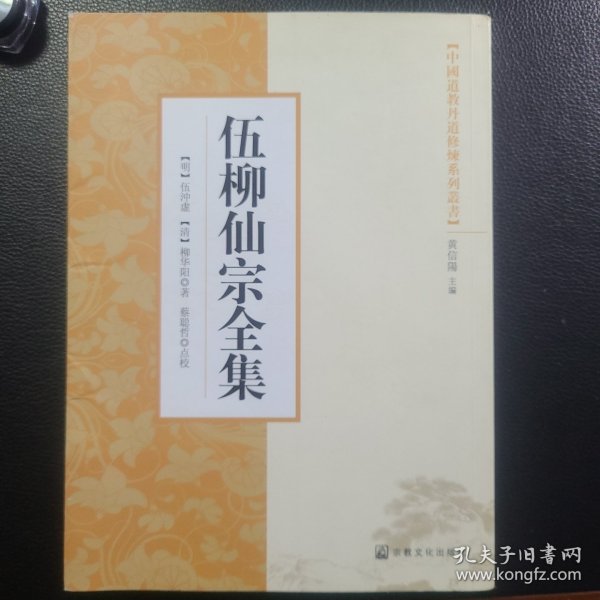 【中國道教丹道修煉系列叢書】
黄信陽 主编
伍柳仙宗全集
【明】伍沖虚 【清】柳华阳◎著 蔡聪哲◎点校
宗教文化出版
孔夫子旧书网
www.kongfz.com